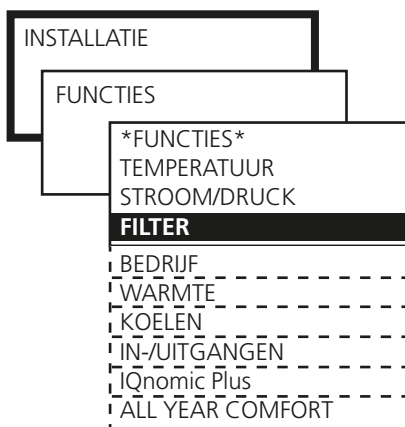 INSTALLATIE
FUNCTIES
*FUNCTIES*
TEMPERATUUR
STROOM/DRUCK
FILTER
BEDRIJF
WARMTE
KOELEN
IN-/UITGANGEN
IQnomic Plus
ALL YEAR COMFORT